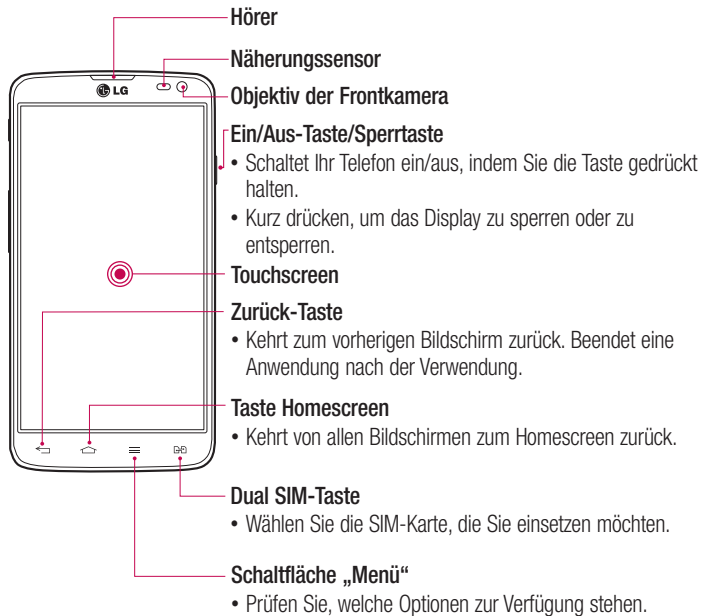 Hörer
Näherungssensor
LG
Objektiv der Frontkamera
Ein/Aus-Taste/Sperrtaste
• Schaltet Ihr Telefon ein/aus, indem Sie die Taste gedrückt
halten.
• Kurz drücken, um das Display zu sperren oder zu
entsperren.
Touchscreen
Zurück-Taste
• Kehrt zum vorherigen Bildschirm zurück. Beendet eine
Anwendung nach der Verwendung.
Taste Homescreen
• Kehrt von allen Bildschirmen zum Homescreen zurück.
Dual SIM-Taste
• Wählen Sie die SIM-Karte, die Sie einsetzen möchten.
Schaltfläche „Menü“
• Prüfen Sie, welche Optionen zur Verfügung stehen.